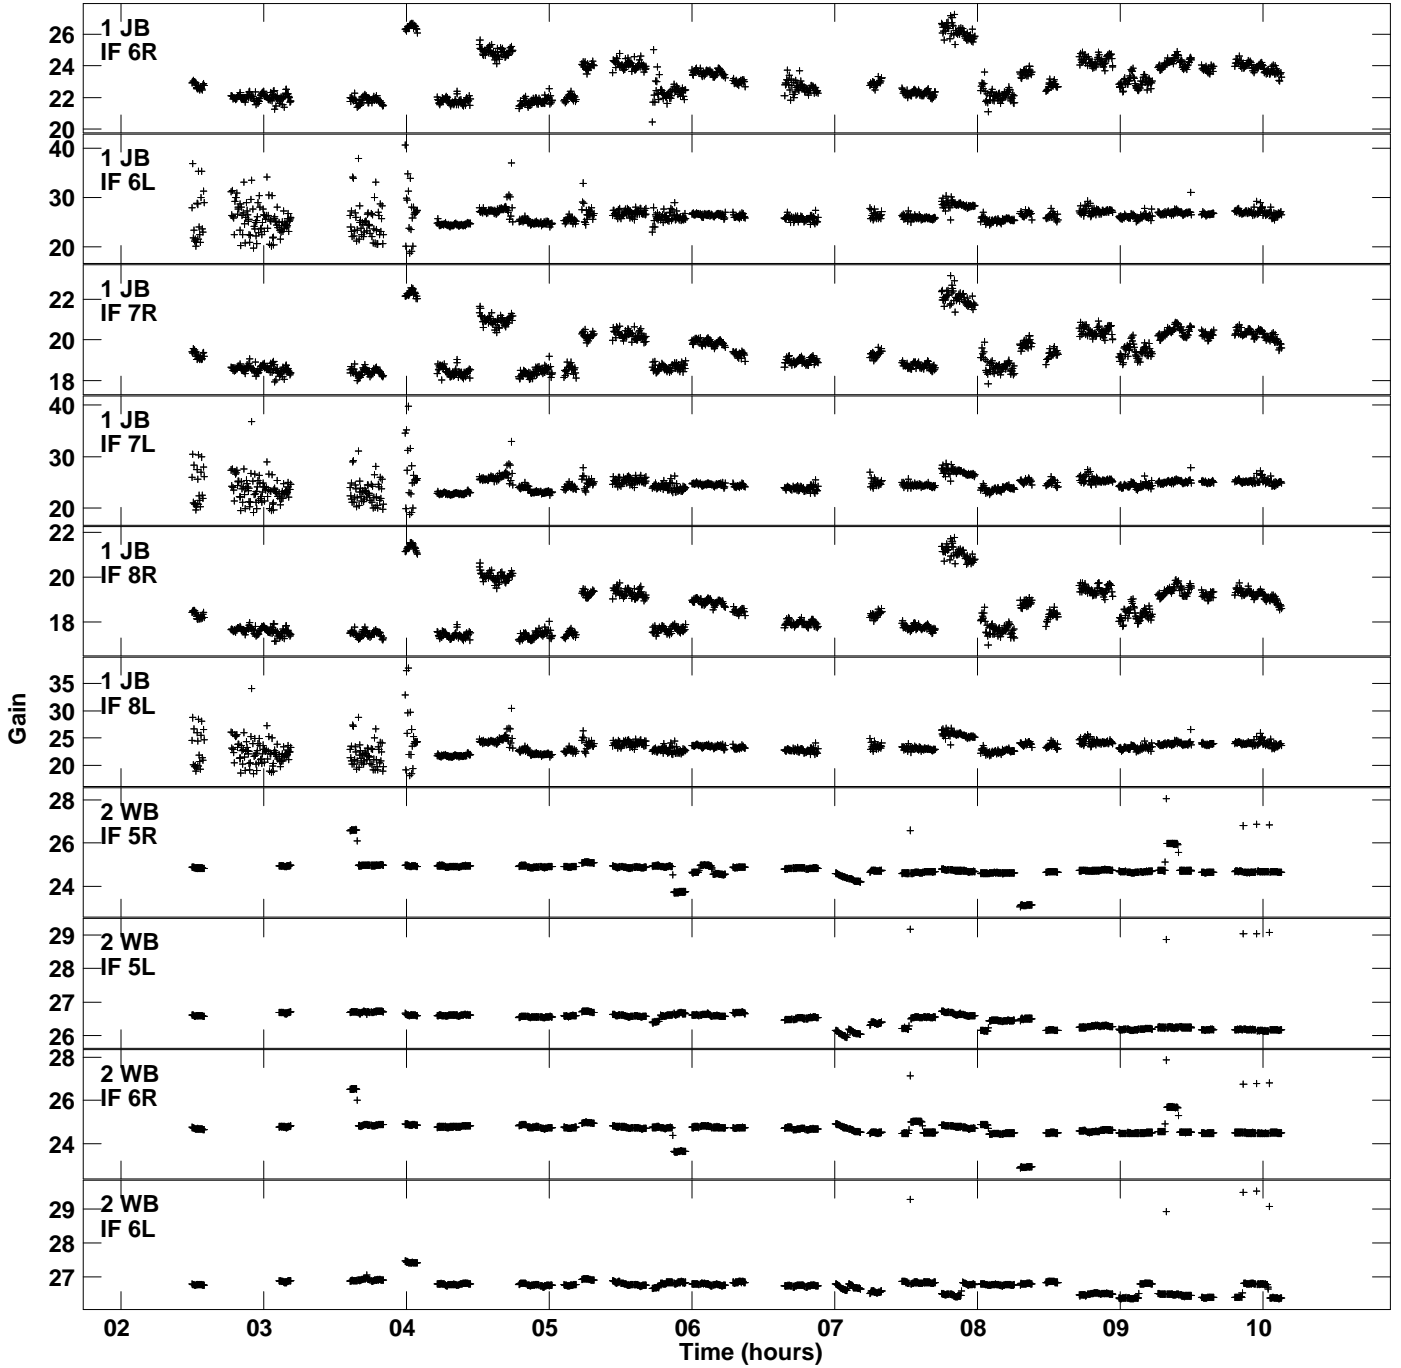 1 JB
IF 6R
26
24
22
20
1 JB
IF 6L
40
30
20
1 JB
IF 7R
22
20
18
1 JB
IF 7L
40
30
20
1 JB
IF 8R
22
20
18
1 JB
IF 8L
35
30
25
20
2 WB
IF 5R
28
26
24
2 WB
IF 5L
29
28
27
26
2 WB
IF 6R
28
26
24
2 WB
IF 6L
29
28
27
Gain
02 03 04 05 06 07 08 09 10
Time (hours)